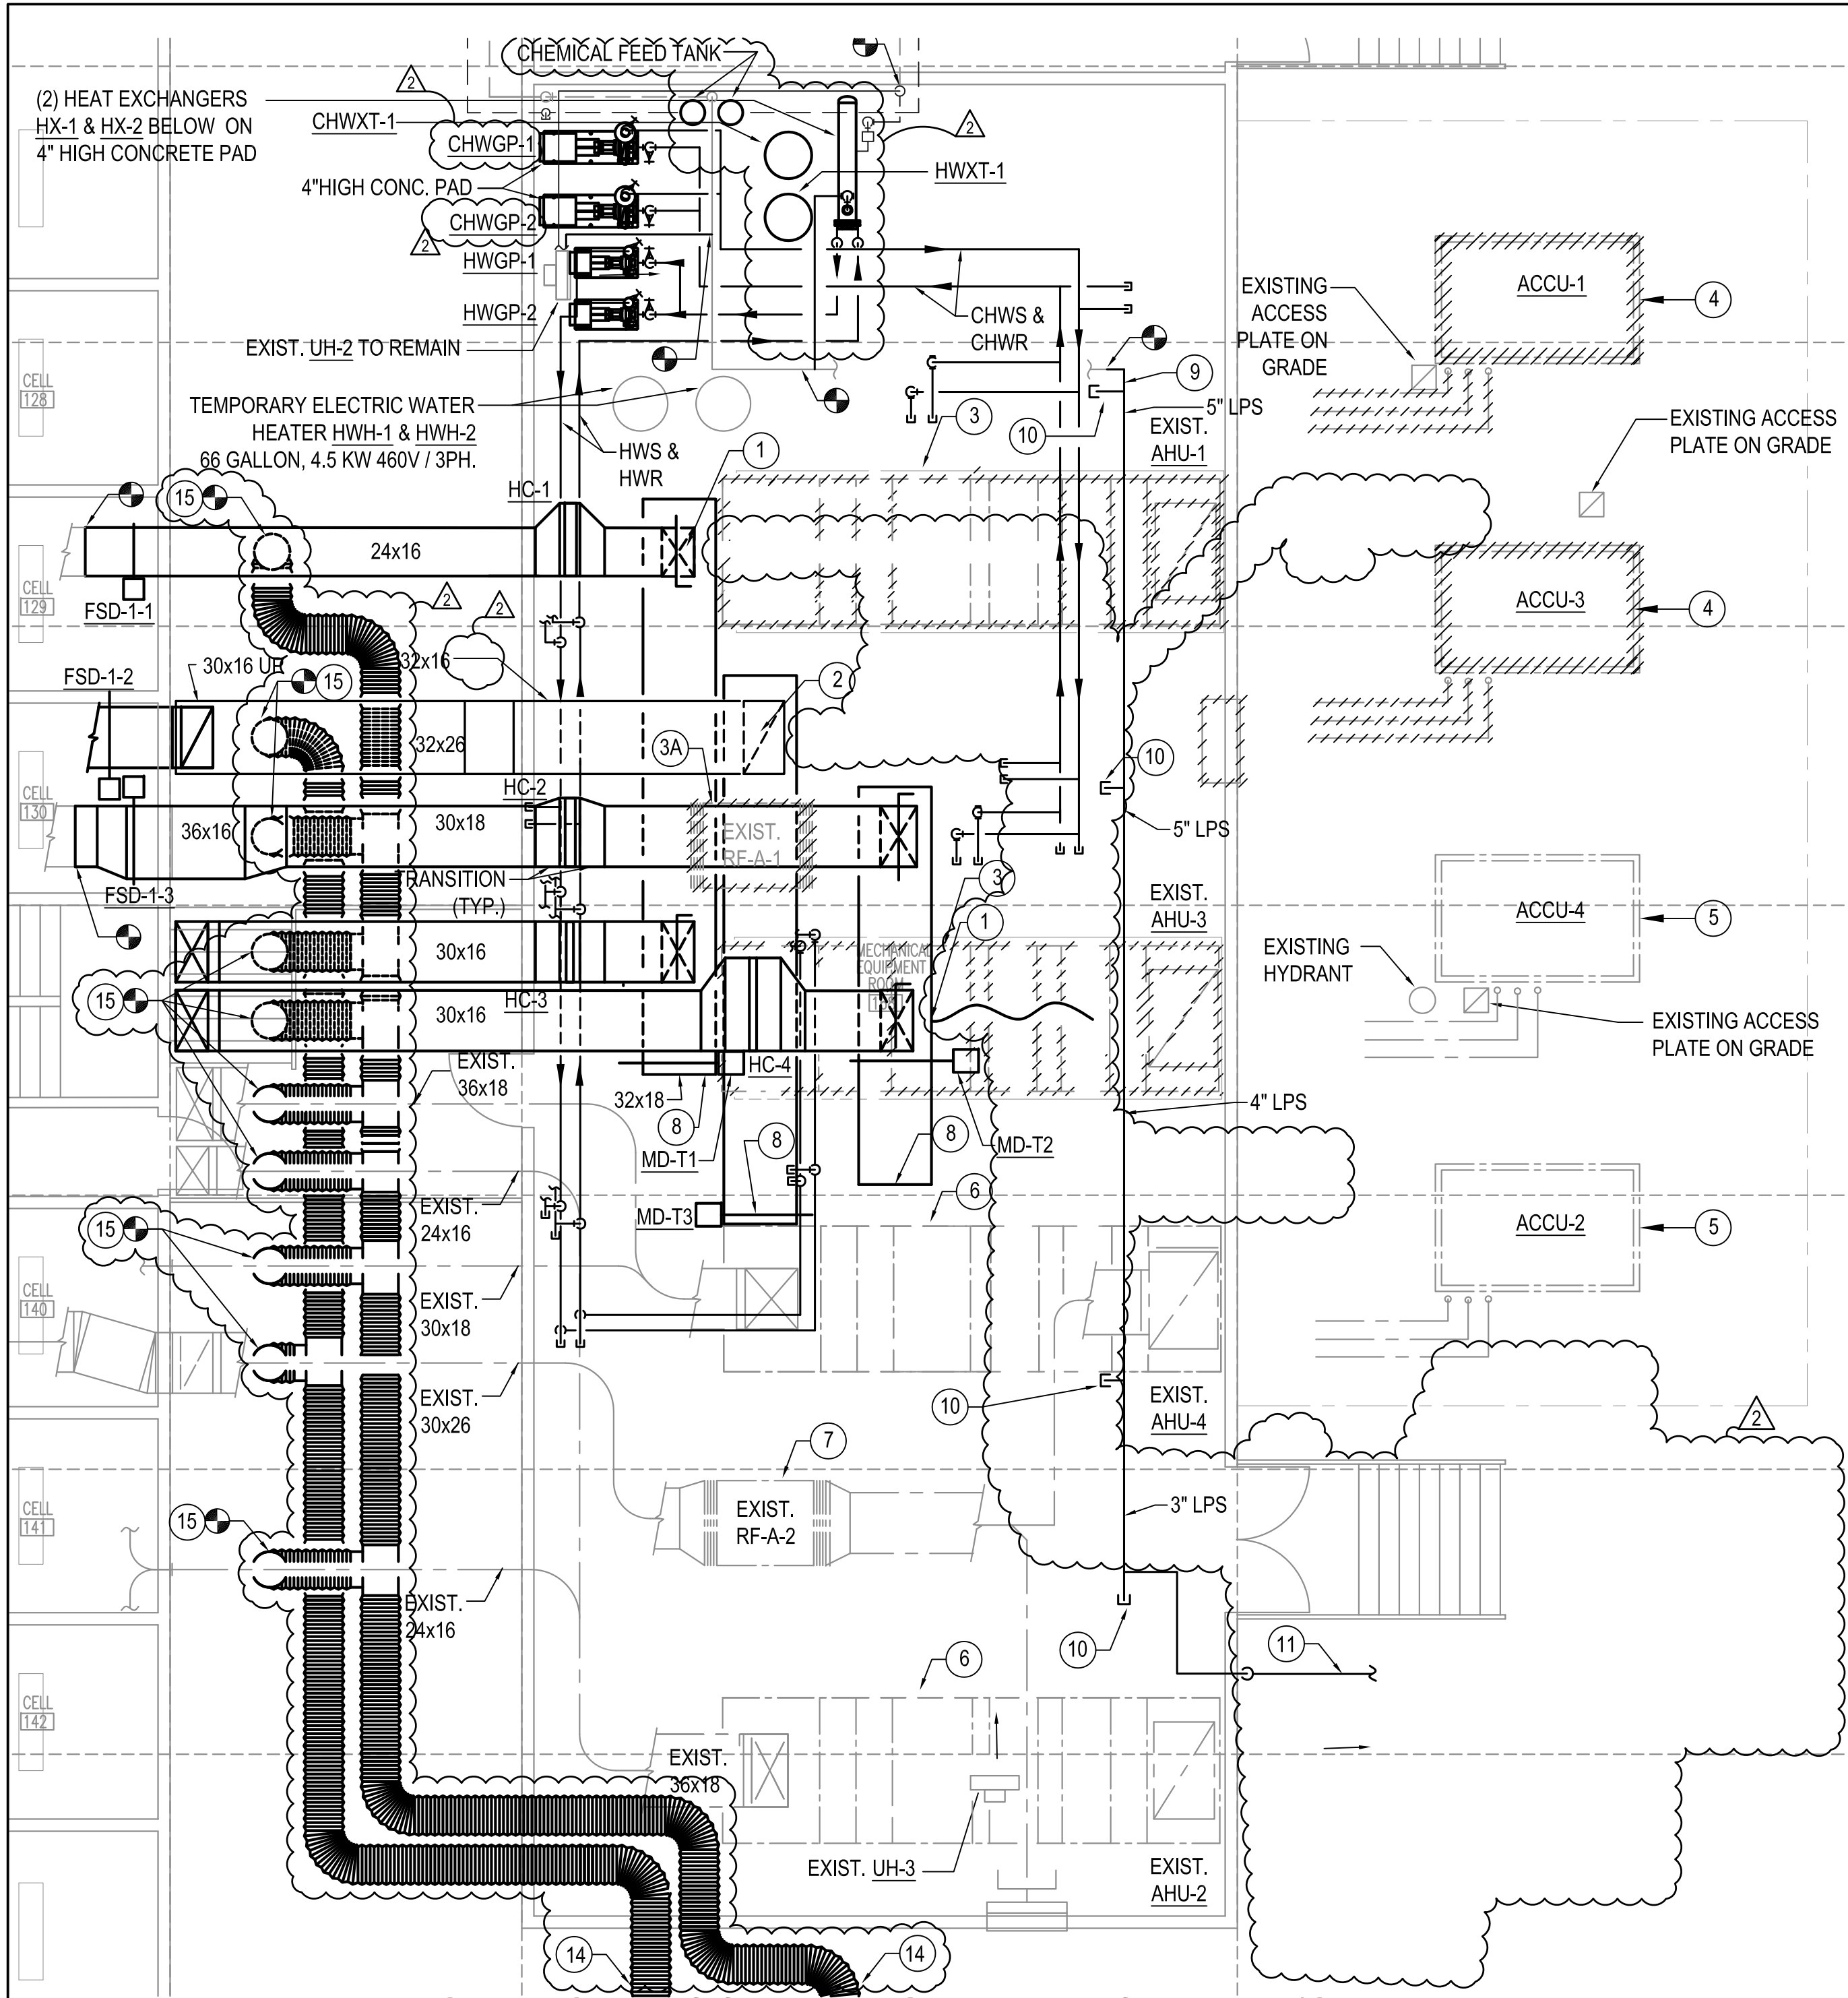 CHEMICAL FEED TANK
(2) HEAT EXCHANGERS
HX-1 & HX-2 BELOW ON
4" HIGH CONCRETE PAD
2
CHWXT-1
CHWGP-1
2
4"HIGH CONC. PAD
HWXT-1
CHWGP-2
2
HWGP-1
HWGP-2
EXIST. UH-2 TO REMAIN
CHWS &
CHWR
EXISTING
ACCESS
PLATE ON
GRADE
ACCU-1
4
CELL
128
TEMPORARY ELECTRIC WATER
HEATER HWH-1 & HWH-2
66 GALLON, 4.5 KW 460V / 3PH.
HWS &
HWR
1
3
10
9
5" LPS
EXIST.
AHU-1
EXISTING ACCESS
PLATE ON GRADE
15
HC-1
24x16
CELL
129
FSD-1-1
2
2
ACCU-3
4
FSD-1-2
30x16 UP
15
32x16
2
32x26
3A
10
CELL
130
HC-2
36x16
30x18
EXIST.
RF-A-1
5" LPS
FSD-1-3
TRANSITION
(TYP.)
3
EXIST.
AHU-3
1
ACCU-4
5
30x16
MECHANICAL
EQUIPMENT
ROOM
EXISTING
HYDRANT
15
30x16
HC-3
EXISTING ACCESS
PLATE ON GRADE
EXIST.
36x18
HC-4
32x18
8
8
8
4" LPS
MD-T1
MD-T2
6
EXIST.
24x16
MD-T3
15
ACCU-2
5
CELL
140
EXIST.
30x18
EXIST.
30x26
10
EXIST.
AHU-4
2
7
CELL
141
15
EXIST.
RF-A-2
3" LPS
EXIST.
24x16
6
10
11
CELL
142
EXIST.
36x18
EXIST. UH-3
EXIST.
AHU-2
14
14